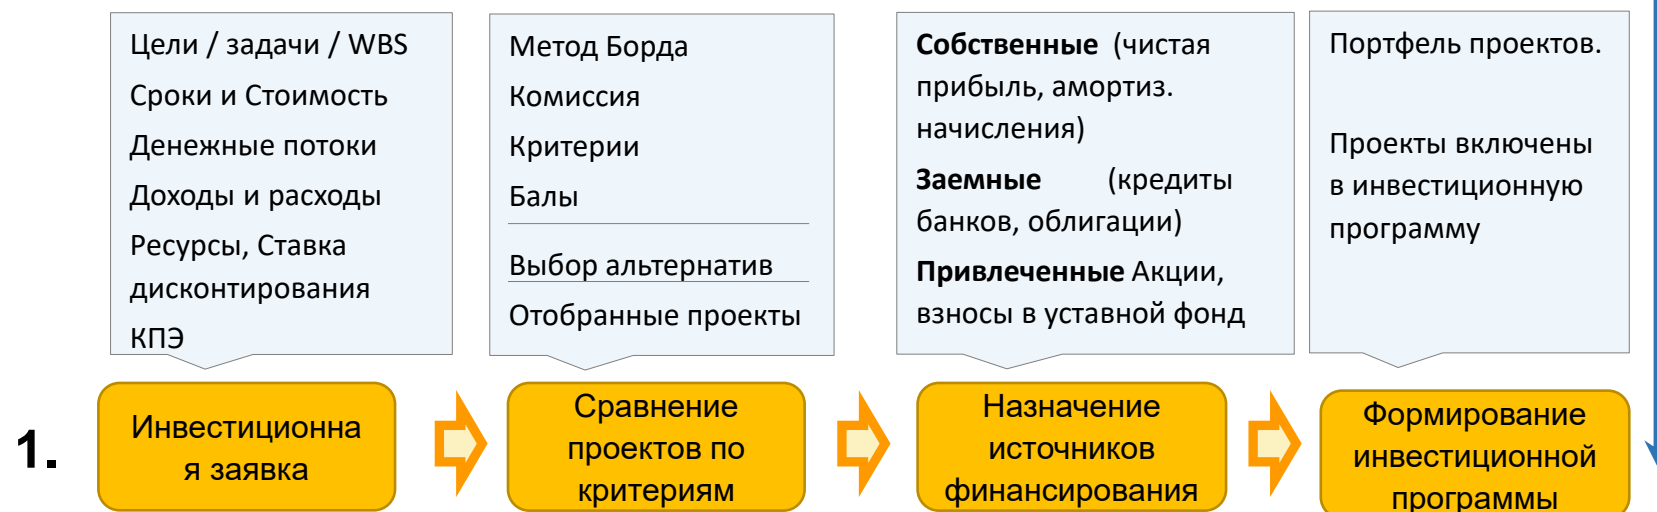 Цели / задачи / WBS
Сроки и Стоимость
Денежные потоки
Доходы и расходы
Ресурсы, Ставка
дисконтирования
КПЭ
Метод Борда
Комиссия
Критерии
Балы
Выбор альтернатив
Отобранные проекты
Собственные (чистая
прибыль, амортиз.
начисления)
Заемные (кредиты
банков, облигации)
Привлеченные Акции,
взносы в уставной фонд
Портфель проектов.
Проекты включены
в инвестиционную
программу
1.
Инвестиционна
я заявка
Сравнение
проектов по
критериям
Назначение
источников
финансирования
Формирование
инвестиционной
программы